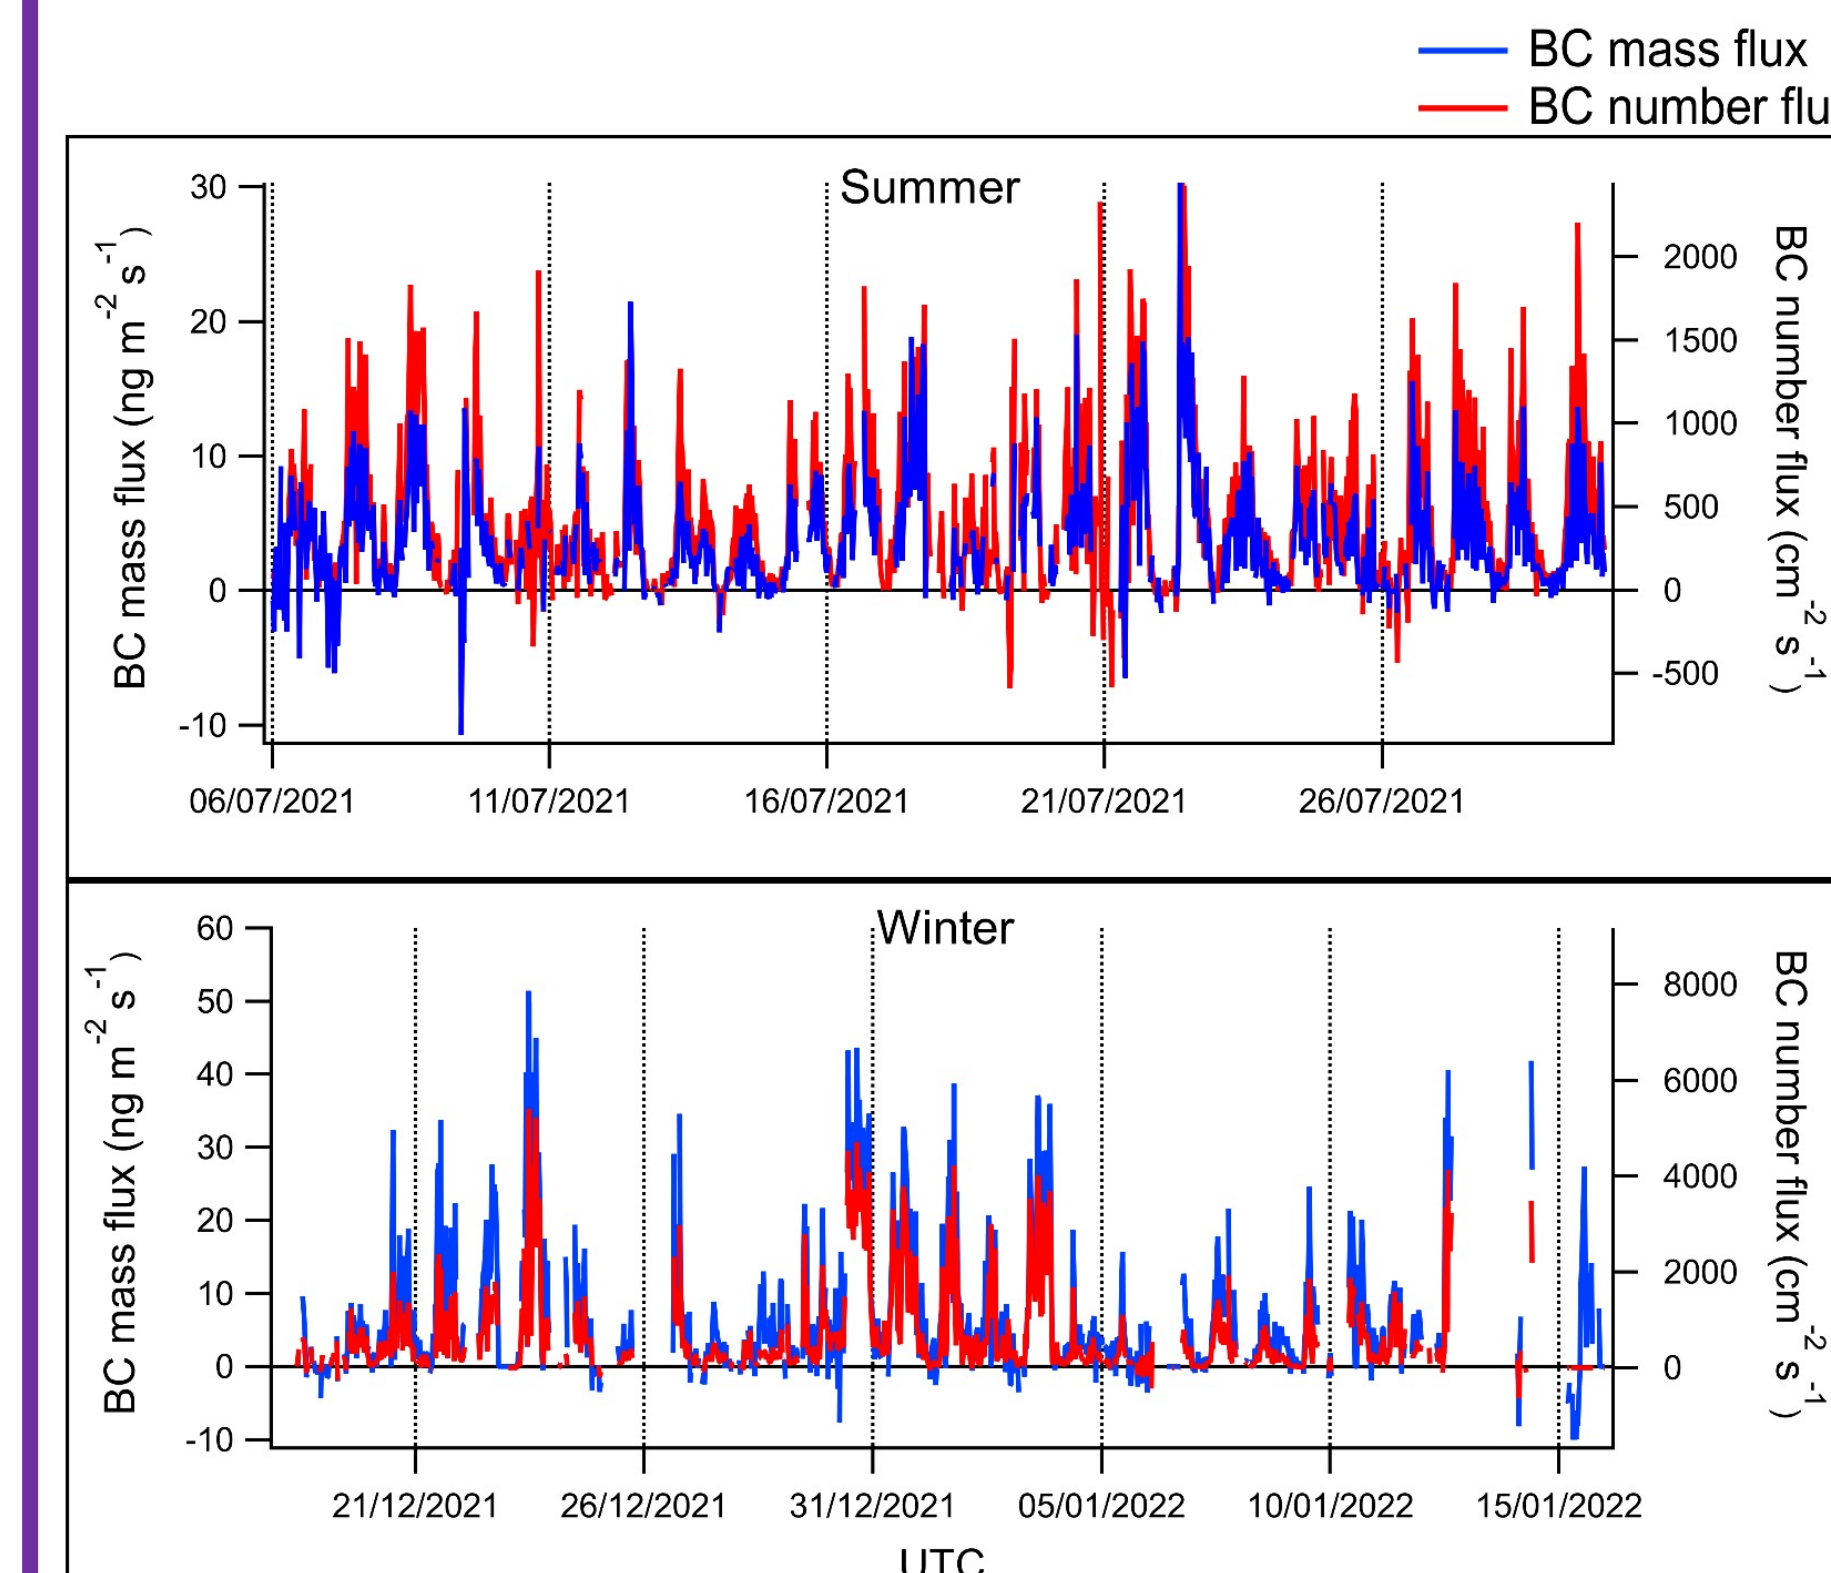 BC mass flux
BC number flu
Summer
BC mass flux (ng m-2 s-1)
30
20
10
0
-10
2000
1500
1000
500
0
-500
BC number flux (cm-2 s-1)
06/07/2021 11/07/2021 16/07/2021 21/07/2021 26/07/2021
Winter
BC mass flux (ng m-2 s-1)
60
50
40
30
20
10
0
-10
8000
6000
4000
2000
0
BC number flux (cm-2 s-1)
21/12/2021 26/12/2021 31/12/2021 05/01/2022 10/01/2022 15/01/2022
UTC